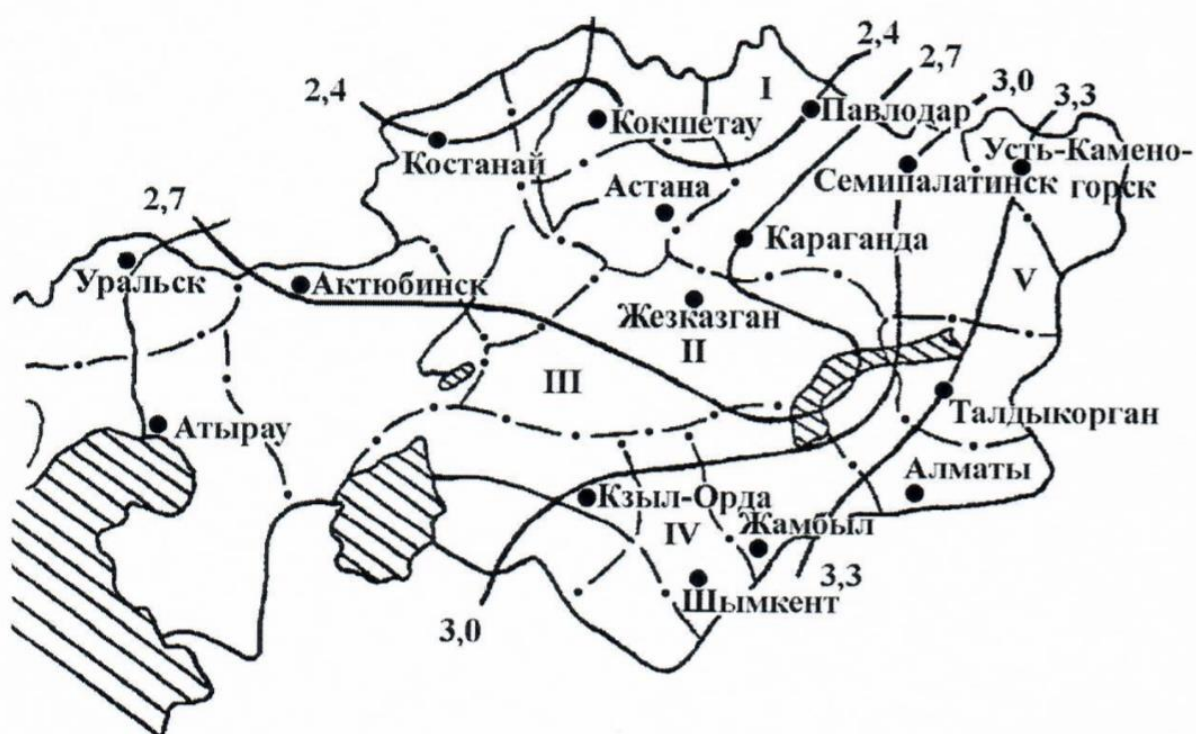 2,4
2,7
I
2,4
3,0
3,3
Кокшетау
Павлодар
Костанай
Усть-Камено-
горск
Семипалатинск
Астана
2,7
Караганда
Уральск
Актюбинск
V
Жезказган
II
III
Талдыкорган
Атырау
Алматы
Кзыл-Орда
Жамбыл
IV
3,3
Шымкент
3,0